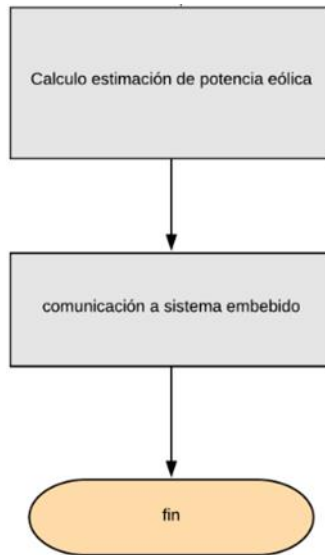 Calculo estimación de potencia eólica
comunicación a sistema embebido
fin